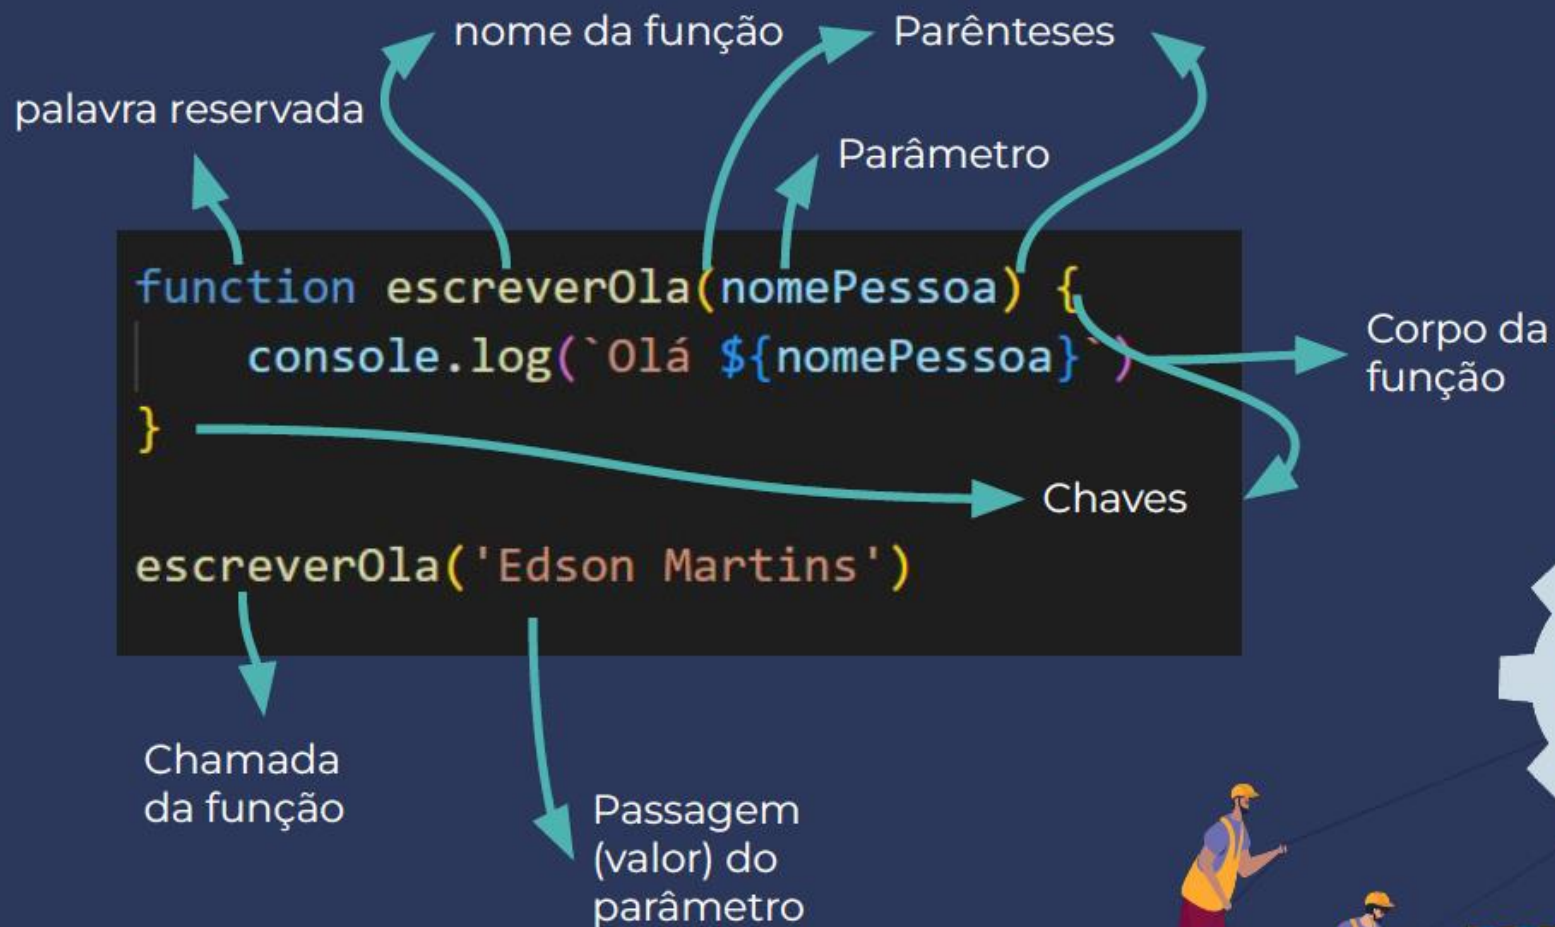 nome da função
Parênteses
palavra reservada
Parâmetro
function escreverOla(nomePessoa) {
console.log(`Olá ${nomePessoa}`)
}
Corpo da
função
Chaves
escreverOla('Edson Martins')
Chamada
da função
Passagem
(valor) do
parâmetro